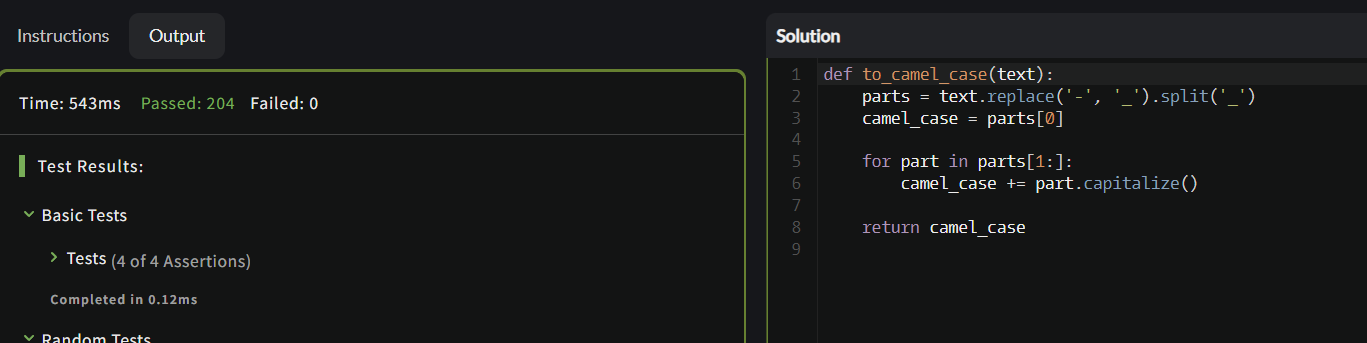 Instructions
Output
Time: 543ms Passed: 204 Failed: 0
Test Results:
Basic Tests
Tests (4 of 4 Assertions)
Completed in 0.12ms
Random Tests
Solution
1 def to_camel_case(text):
2     parts = text.replace('-', '_').split('_')
3     camel_case = parts[0]
4
5     for part in parts[1:]:
6         camel_case += part.capitalize()
7
8     return camel_case
9